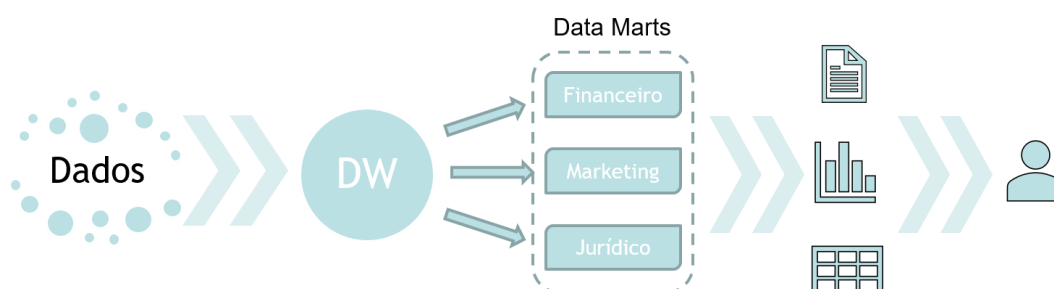 Data Marts
Dados
DW
Financeiro
Marketing
Jurídico